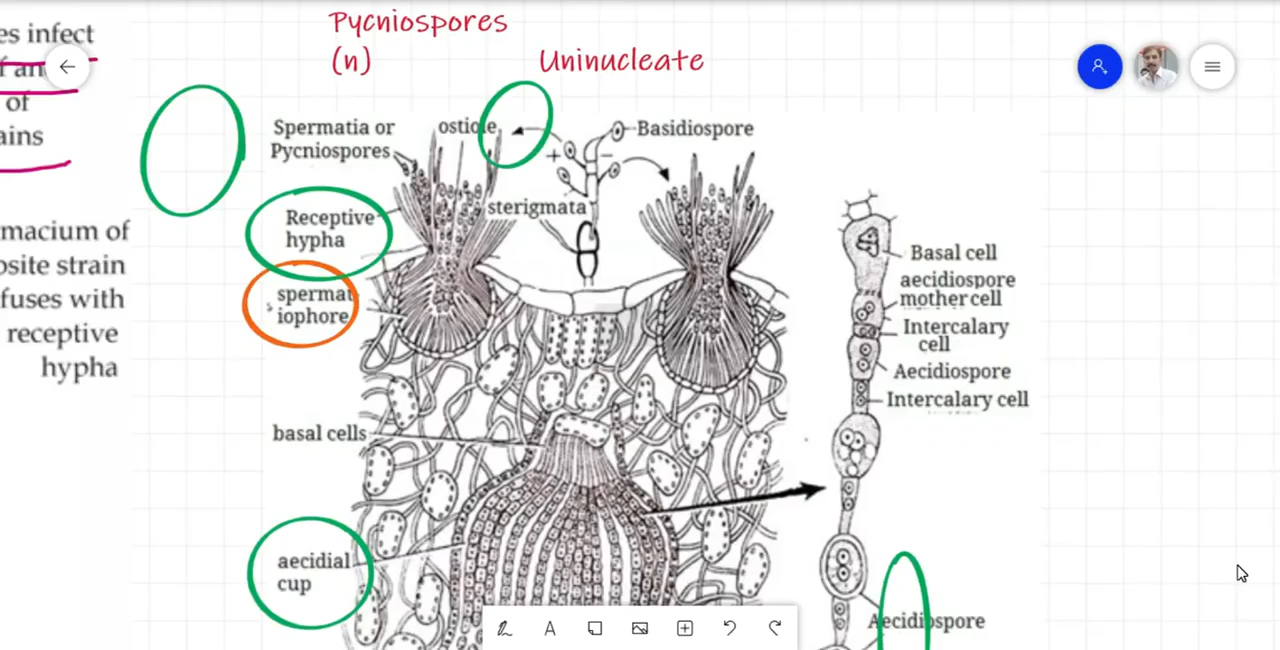 es infect
f an
of
ains
macium of
osite strain
fuses with
receptive
hypha
Pycniospores
(n)
Uninucleate
Spermatia or
Pycniospores
ostiole
+
−
Basidiospore
Receptive
hypha
sterigmata
spermat
iophore
basal cells
aecidial
cup
Basal cell
aecidiospore
mother cell
Intercalary
cell
Aecidiospore
Intercalary cell
Aecidiospore
A